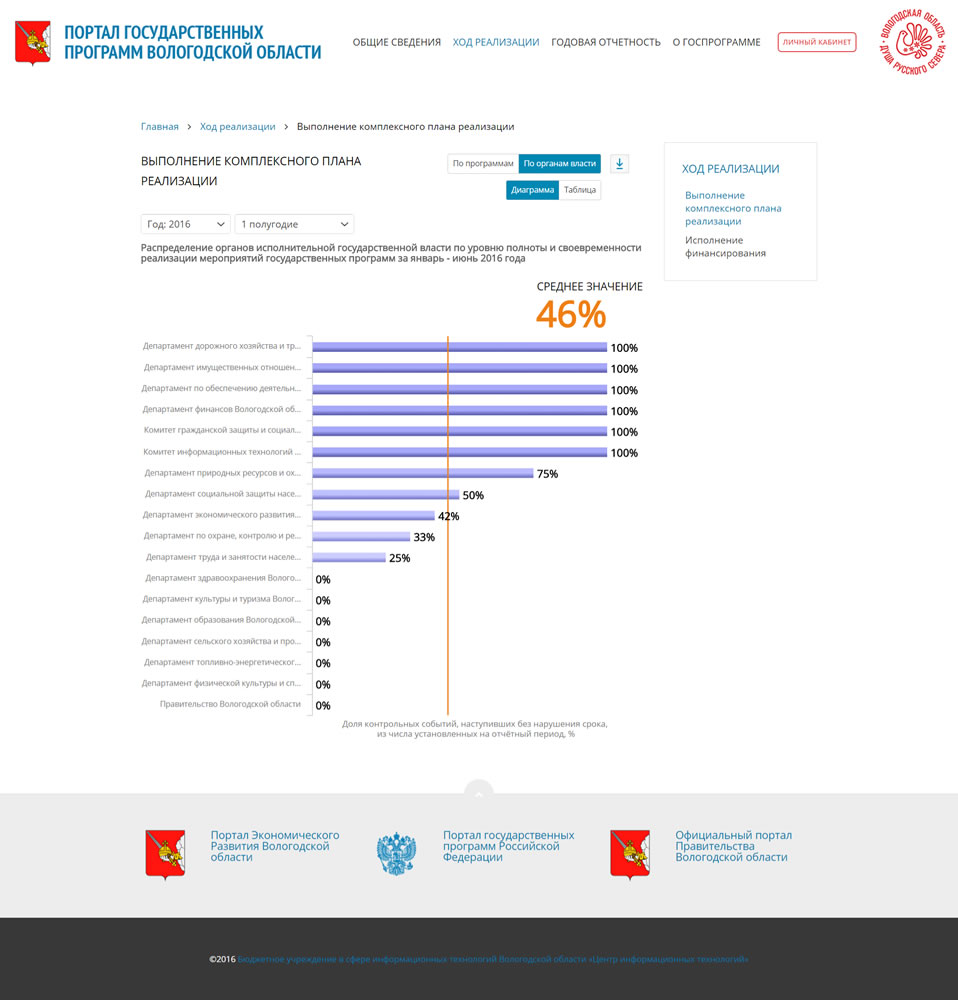 ПОРТАЛ ГОСУДАРСТВЕННЫХ
ПРОГРАММ ВОЛОГОДСКОЙ ОБЛАСТИ
ОБЩИЕ СВЕДЕНИЯ ХОД РЕАЛИЗАЦИИ ГОДОВАЯ ОТЧЕТНОСТЬ О ГОСПРОГРАММЕ ЛИЧНЫЙ КАБИНЕТ
ВОЛОГОДСКАЯ ОБЛАСТЬ
ДУША РУССКОГО СЕВЕРА
Главная > Ход реализации > Выполнение комплексного плана реализации
ВЫПОЛНЕНИЕ КОМПЛЕКСНОГО ПЛАНА
РЕАЛИЗАЦИИ
По программам По органам власти
Диаграмма Таблица
Год: 2016 1 полугодие
Распределение органов исполнительной государственной власти по уровню полноты и своевременности
реализации мероприятий государственных программ за январь - июнь 2016 года
ХОД РЕАЛИЗАЦИИ
Выполнение
комплексного плана
реализации
Исполнение
финансирования
СРЕДНЕЕ ЗНАЧЕНИЕ
46%
Департамент дорожного хозяйства и тр... 100%
Департамент имущественных отношен... 100%
Департамент по обеспечению деятельн... 100%
Департамент финансов Вологодской об... 100%
Комитет гражданской защиты и социал... 100%
Комитет информационных технологий ... 100%
Департамент природных ресурсов и ох... 75%
Департамент социальной защиты насе... 50%
Департамент экономического развития... 42%
Департамент по охране, контролю и ре... 33%
Департамент труда и занятости населе... 25%
Департамент здравоохранения Волого... 0%
Департамент культуры и туризма Волог... 0%
Департамент образования Вологодской... 0%
Департамент сельского хозяйства и про... 0%
Департамент топливно-энергетическог... 0%
Департамент физической культуры и сп... 0%
Правительство Вологодской области 0%
Доля контрольных событий, наступивших без нарушения срока,
из числа установленных на отчётный период, %
Портал Экономического
Развития Вологодской
области
Портал государственных
программ Российской
Федерации
Официальный портал
Правительства
Вологодской области
©2016 Бюджетное учреждение в сфере информационных технологий Вологодской области «Центр информационных технологий»